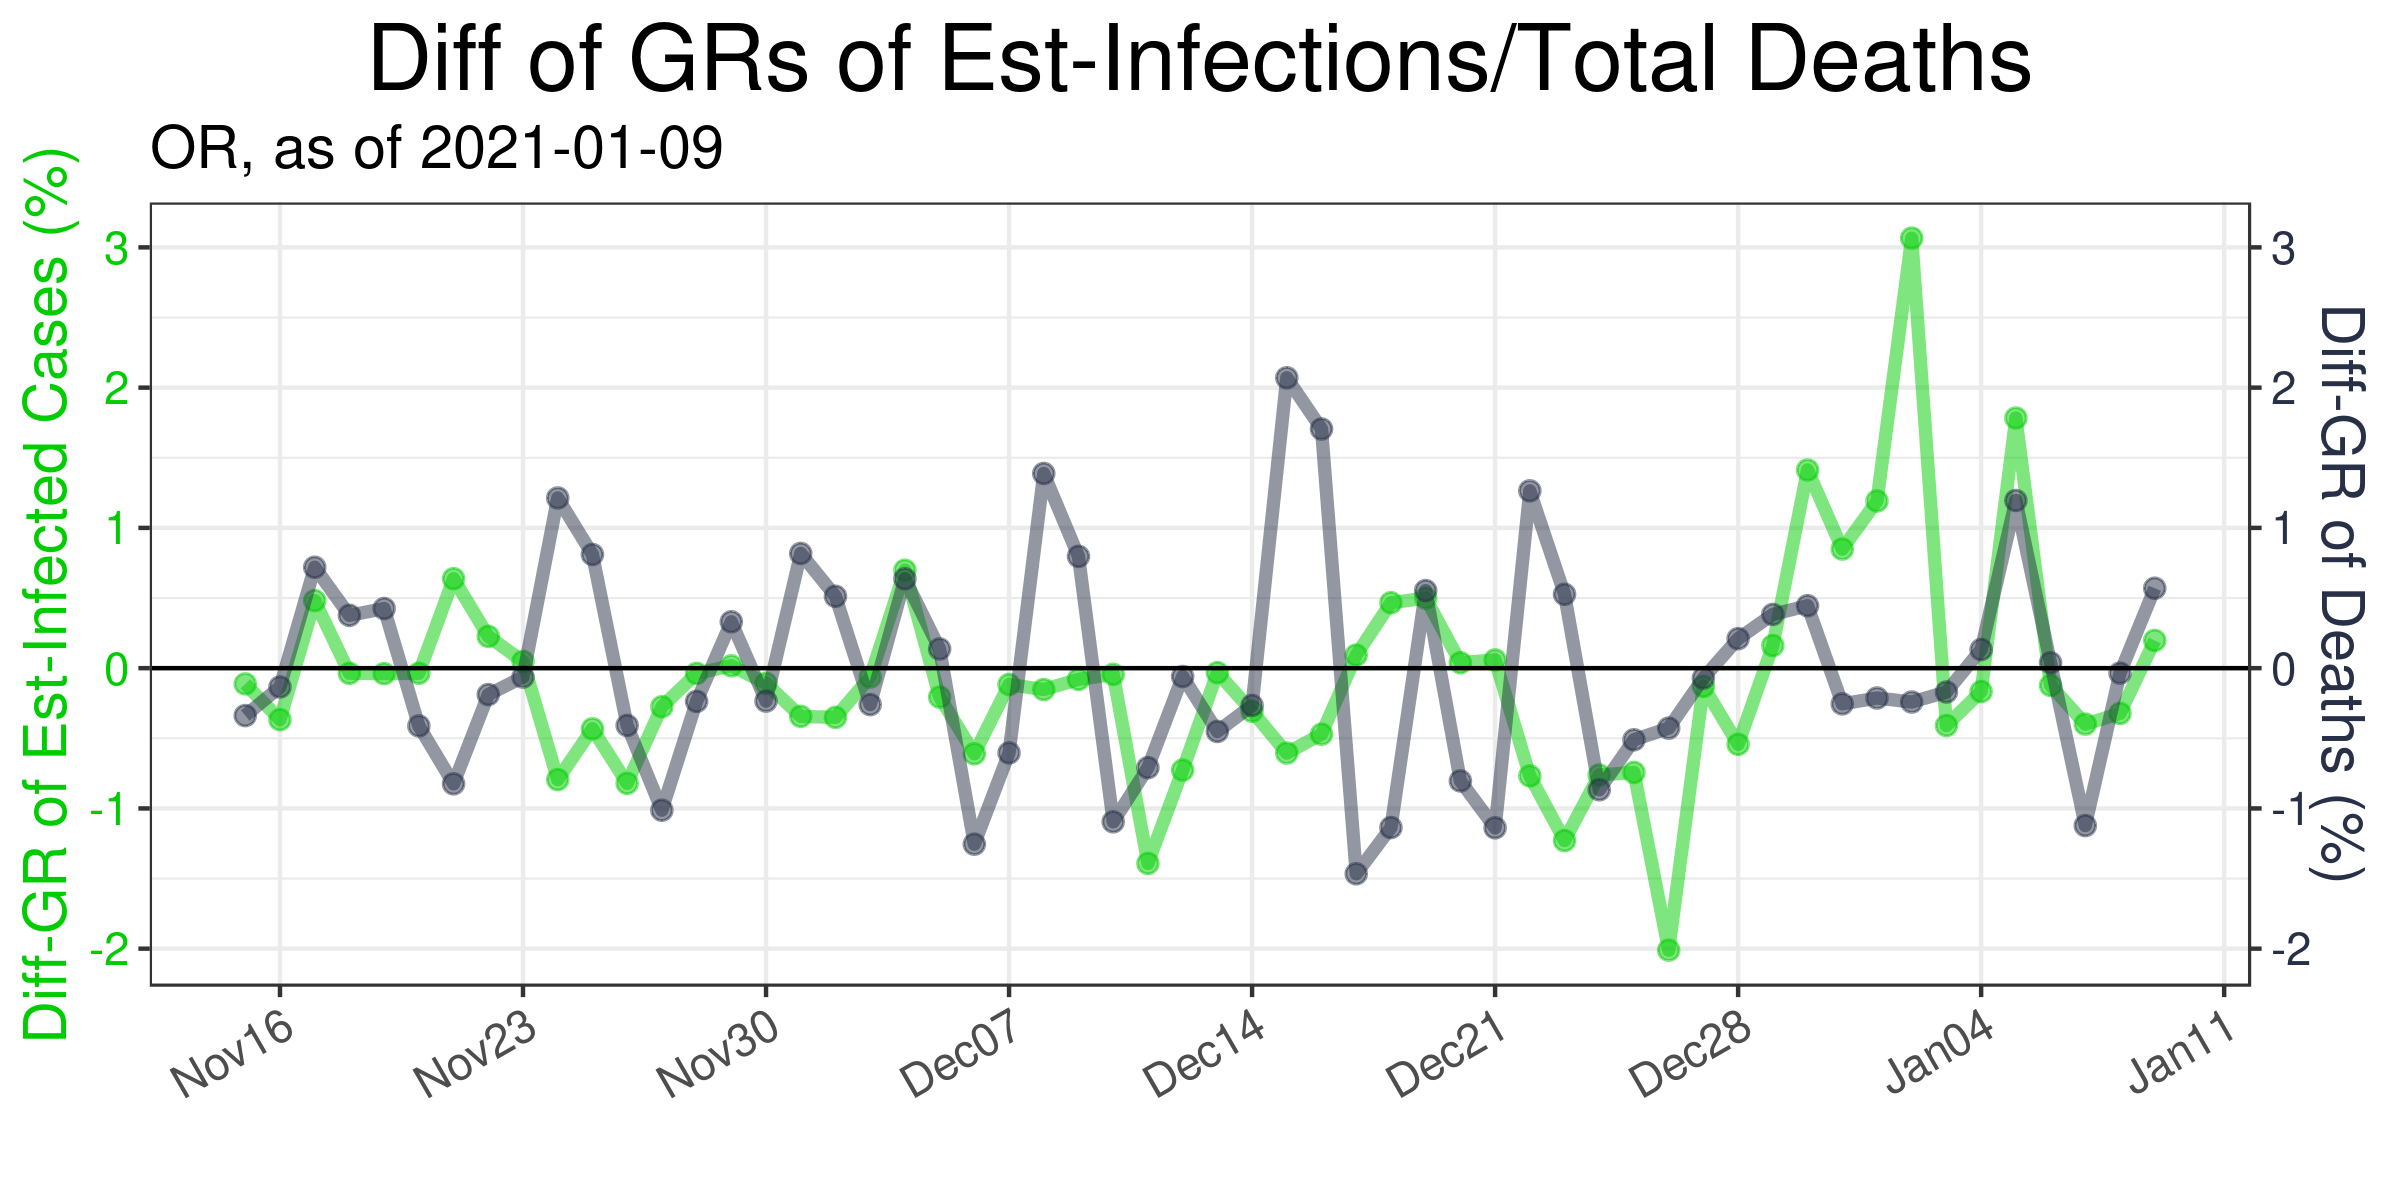 Diff of GRs of Est-Infections/Total Deaths
OR, as of 2021-01-09
Diff-GR of Est-Infected Cases (%)
3
2
1
0
-1
-2
3
2
1
0
-1
-2
Diff-GR of Deaths (%)
Nov16
Nov23
Nov30
Dec07
Dec14
Dec21
Dec28
Jan04
Jan11